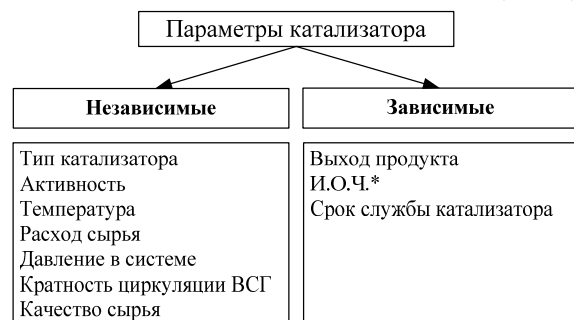 Параметры катализатора
Независимые
Зависимые
Тип катализатора
Активность
Температура
Расход сырья
Давление в системе
Кратность циркуляции ВСГ
Качество сырья
Выход продукта
И.О.Ч.*
Срок службы катализатора